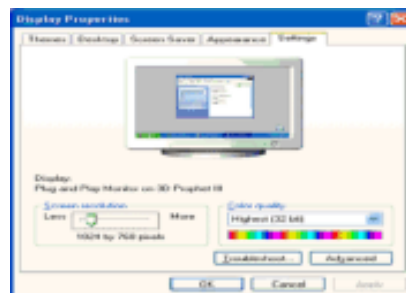 Display Properties
Themes Desktop Screen Saver Appearance Settings
Display:
Plug and Play Monitor on 3D Prophet III
Screen resolution
Less More
1024 by 768 pixels
Color quality
Highest (32 bit)
Troubleshoot... Advanced
OK Cancel Apply